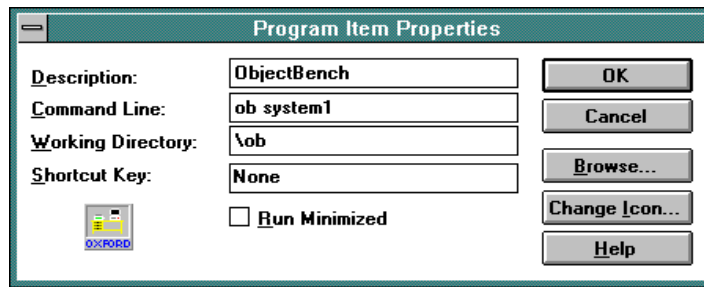 Program Item Properties
Description: ObjectBench
Command Line: ob system1
Working Directory: \ob
Shortcut Key: None
Run Minimized
OXFORD
OK
Cancel
Browse...
Change Icon...
Help